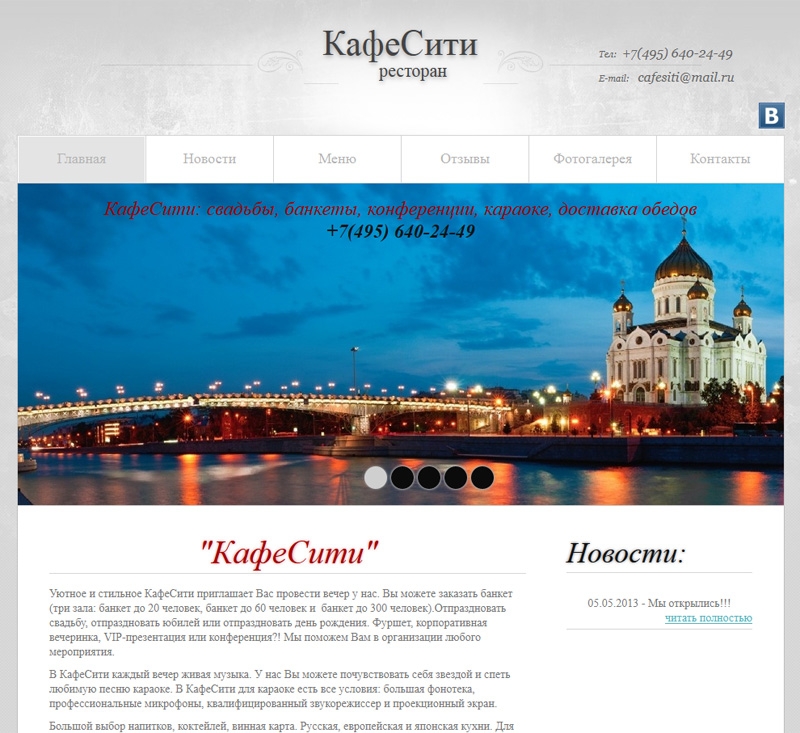 КафеСити
ресторан
Тел: +7(495) 640-24-49
E-mail: cafesiti@mail.ru
В
Главная Новости Меню Отзывы Фотогалерея Контакты
КафеСити: свадьбы, банкеты, конференции, караоке, доставка обедов
+7(495) 640-24-49
"КафеСити"
Уютное и стильное КафеСити приглашает Вас провести вечер у нас. Вы можете заказать банкет
(три зала: банкет до 20 человек, банкет до 60 человек и банкет до 300 человек).Отпраздновать
свадьбу, отпраздновать юбилей или отпраздновать день рождения. Фуршет, корпоративная
вечеринка, VIP-презентация или конференция?! Мы поможем Вам в организации любого
мероприятия.
В КафеСити каждый вечер живая музыка. У нас Вы можете почувствовать себя звездой и спеть
любимую песню караоке. В КафеСити для караоке есть все условия: большая фонотека,
профессиональные микрофоны, квалифицированный звукорежиссер и проекционный экран.
Большой выбор напитков, коктейлей, винная карта. Русская, европейская и японская кухни. Для
Новости:
05.05.2013 - Мы открылись!!!
читать полностью